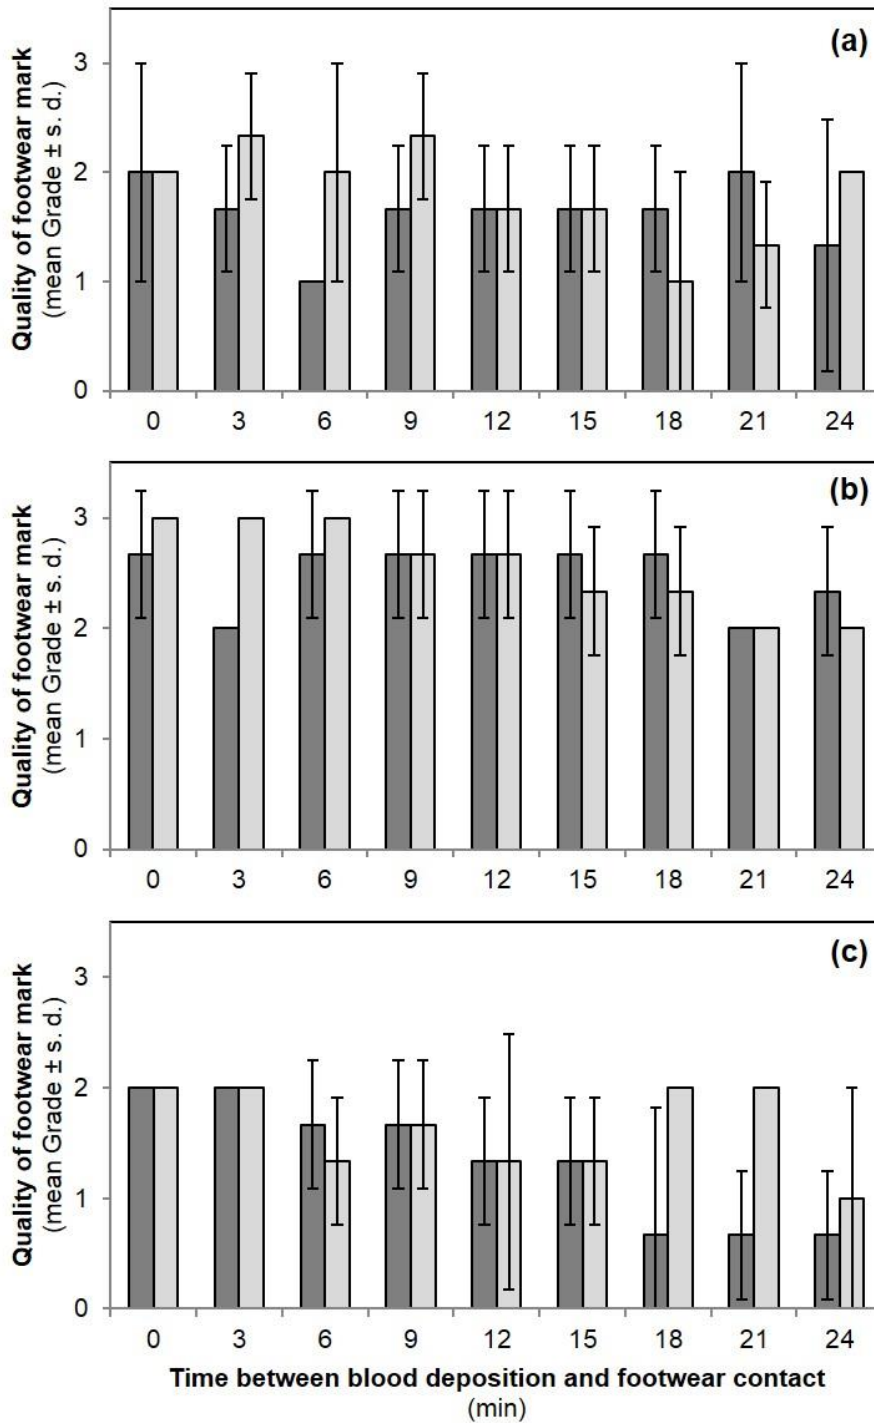 (a)
Quality of footwear mark
(mean Grade ± s. d.)
3
2
1
0
0 3 6 9 12 15 18 21 24
(b)
Quality of footwear mark
(mean Grade ± s. d.)
3
2
1
0
0 3 6 9 12 15 18 21 24
(c)
Quality of footwear mark
(mean Grade ± s. d.)
3
2
1
0
0 3 6 9 12 15 18 21 24
Time between blood deposition and footwear contact
(min)